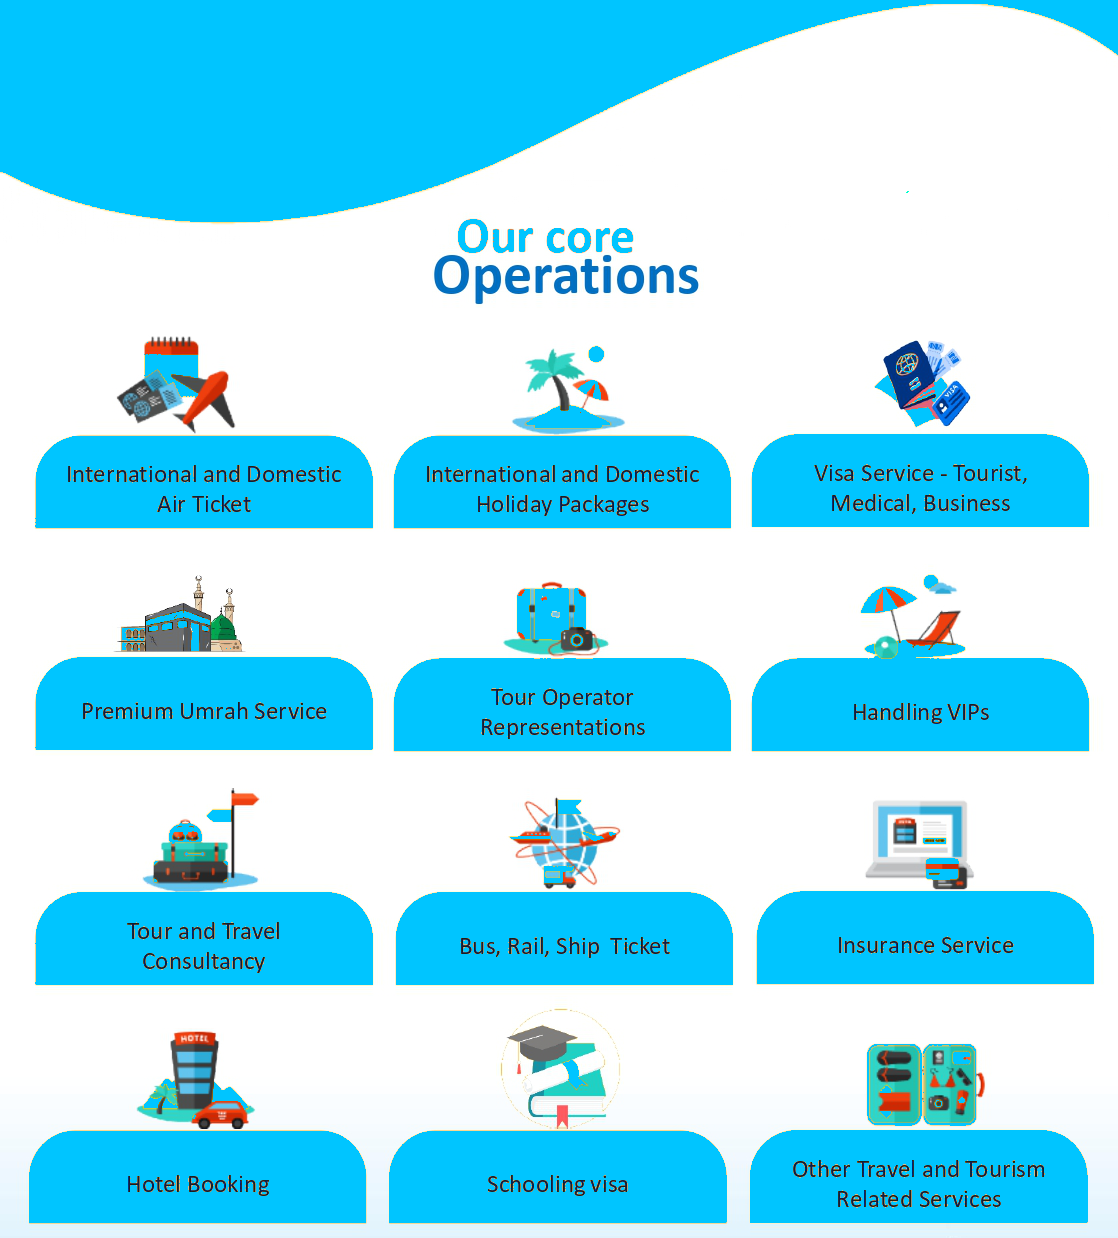 Our core
Operations
International and Domestic
Air Ticket
International and Domestic
Holiday Packages
VISA
Visa Service - Tourist,
Medical, Business
Premium Umrah Service
Tour Operator
Representations
Handling VIPs
Tour and Travel
Consultancy
Bus, Rail, Ship  Ticket
Insurance Service
HOTEL
Hotel Booking
Schooling visa
Other Travel and Tourism
Related Services